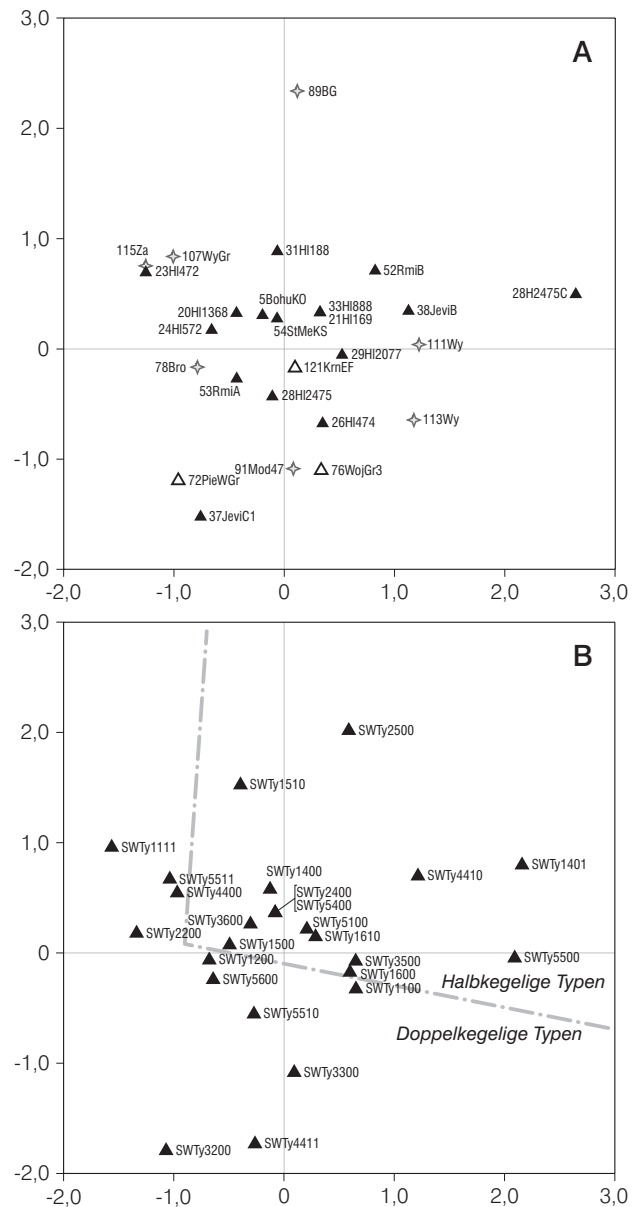 3,0
A
89BG
2,0
1,0
115Za
107WyGr
31Hl188
23Hl472
52RmiB
28H2475C
5BohuKO
33Hl888
20Hl1368
21Hl169
38JeviB
54StMeKS
24Hl572
111Wy
0
29Hl2077
78Bro
121KrnEF
53RmiA
28Hl2475
26Hl474
113Wy
-1,0
91Mod47
76WojGr3
72PieWGr
37JeviC1
-2,0
-2,0 -1,0 0 1,0 2,0 3,0
3,0
B
2,0
SWTy2500
SWTy1510
1,0
SWTy1111
SWTy1401
SWTy1400
SWTy4410
SWTy5511
SWTy4400
SWTy2400
SWTy5400
SWTy3600
SWTy5100
SWTy2200
SWTy1610
SWTy1500
0
SWTy1200
SWTy3500
SWTy5500
SWTy5600
SWTy1600
Halbkegelige Typen
SWTy1100
SWTy5510
Doppelkegelige Typen
-1,0
SWTy3300
SWTy4411
SWTy3200
-2,0
-2,0 -1,0 0 1,0 2,0 3,0